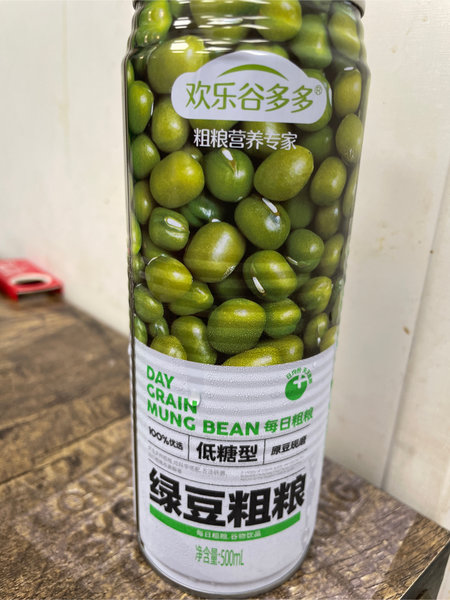 欢乐谷多多®
粗粮营养专家
DAY
GRAIN
MUNG BEAN 每日粗粮
100%优选 低糖型 原豆现磨
绿豆粗粮
每日粗粮 谷物饮品
净含量:500mL